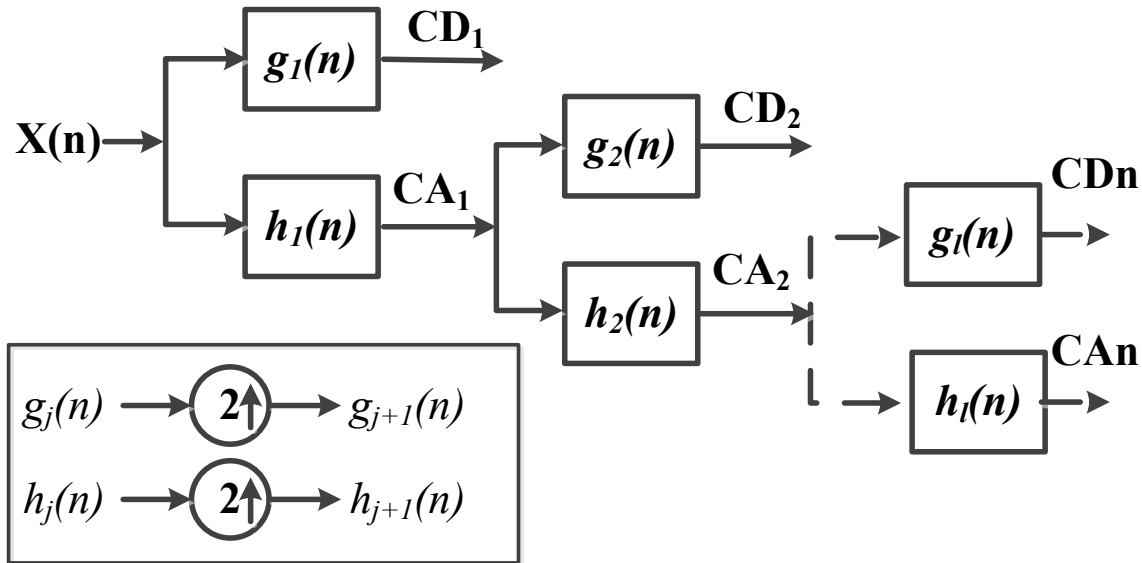 X(n)
g₁(n)
CD₁
h₁(n)
CA₁
g₂(n)
CD₂
h₂(n)
CA₂
gₗ(n)
CDn
hₗ(n)
CAn
gⱼ(n) 2↑ gⱼ₊₁(n)
hⱼ(n) 2↑ hⱼ₊₁(n)